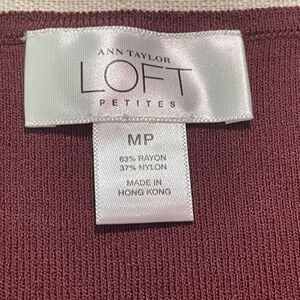 ANN TAYLOR
LOFT
PETITES
MP
63% RAYON
37% NYLON
MADE IN
HONG KONG